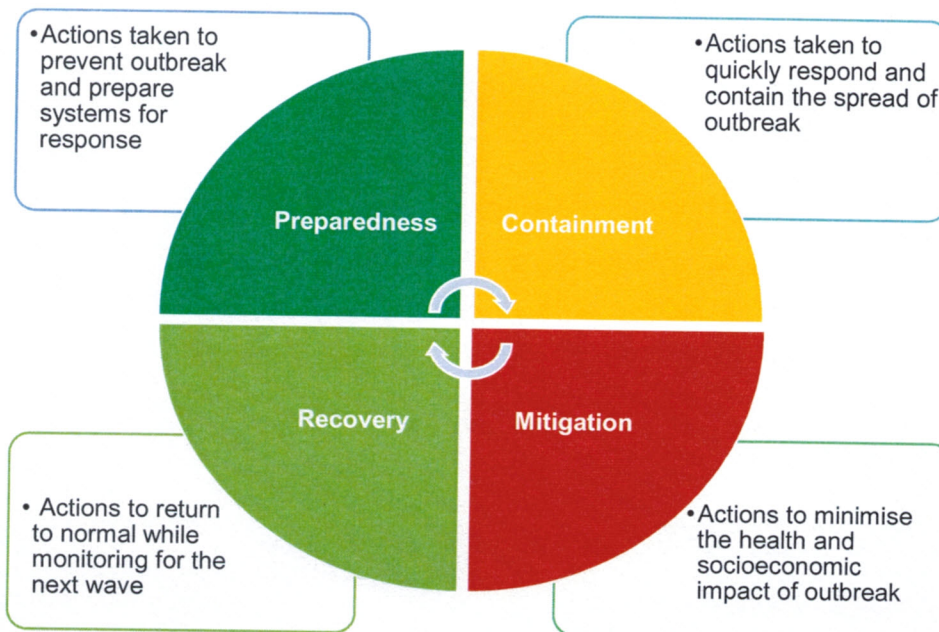 •Actions taken to
prevent outbreak
and prepare
systems for
response
•Actions taken to
quickly respond and
contain the spread of
outbreak
Preparedness
Containment
Recovery
Mitigation
• Actions to return
to normal while
monitoring for the
next wave
•Actions to minimise
the health and
socioeconomic
impact of outbreak